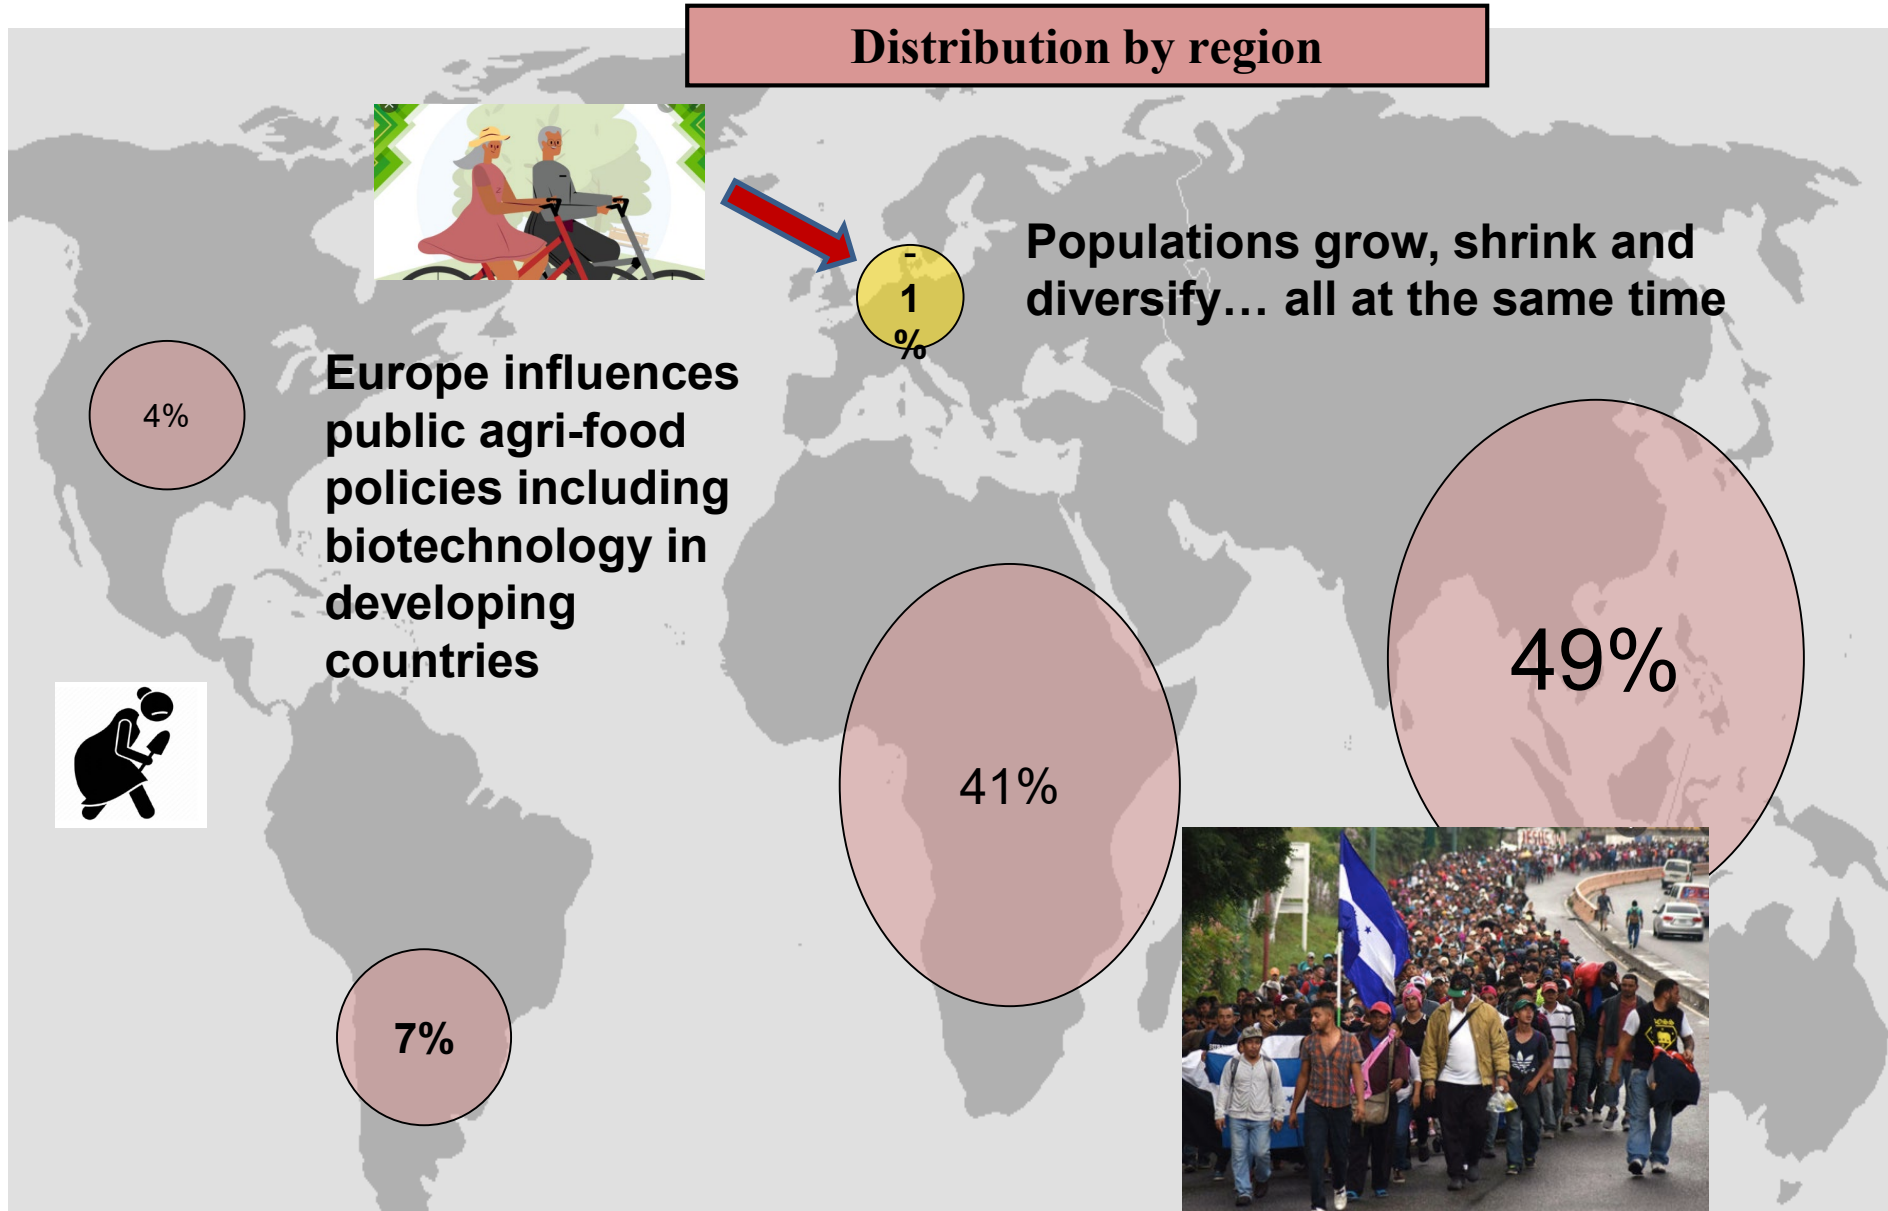 Distribution by region
Populations grow, shrink and
diversify… all at the same time
-
1
%
Europe influences
public agri-food
policies including
biotechnology in
developing
countries
4%
49%
41%
7%